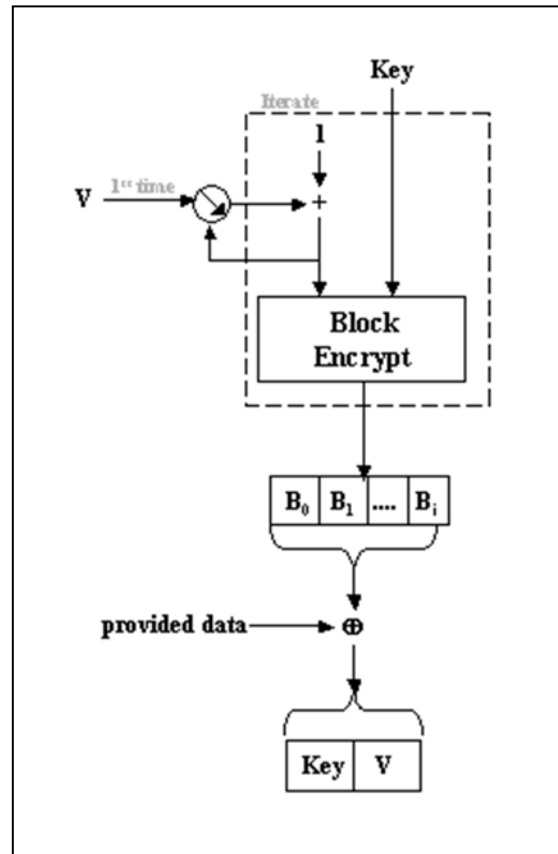 Key
Iterate
1
V 1st time
+
Block
Encrypt
B0 B1 .... Bi
provided data
Key V